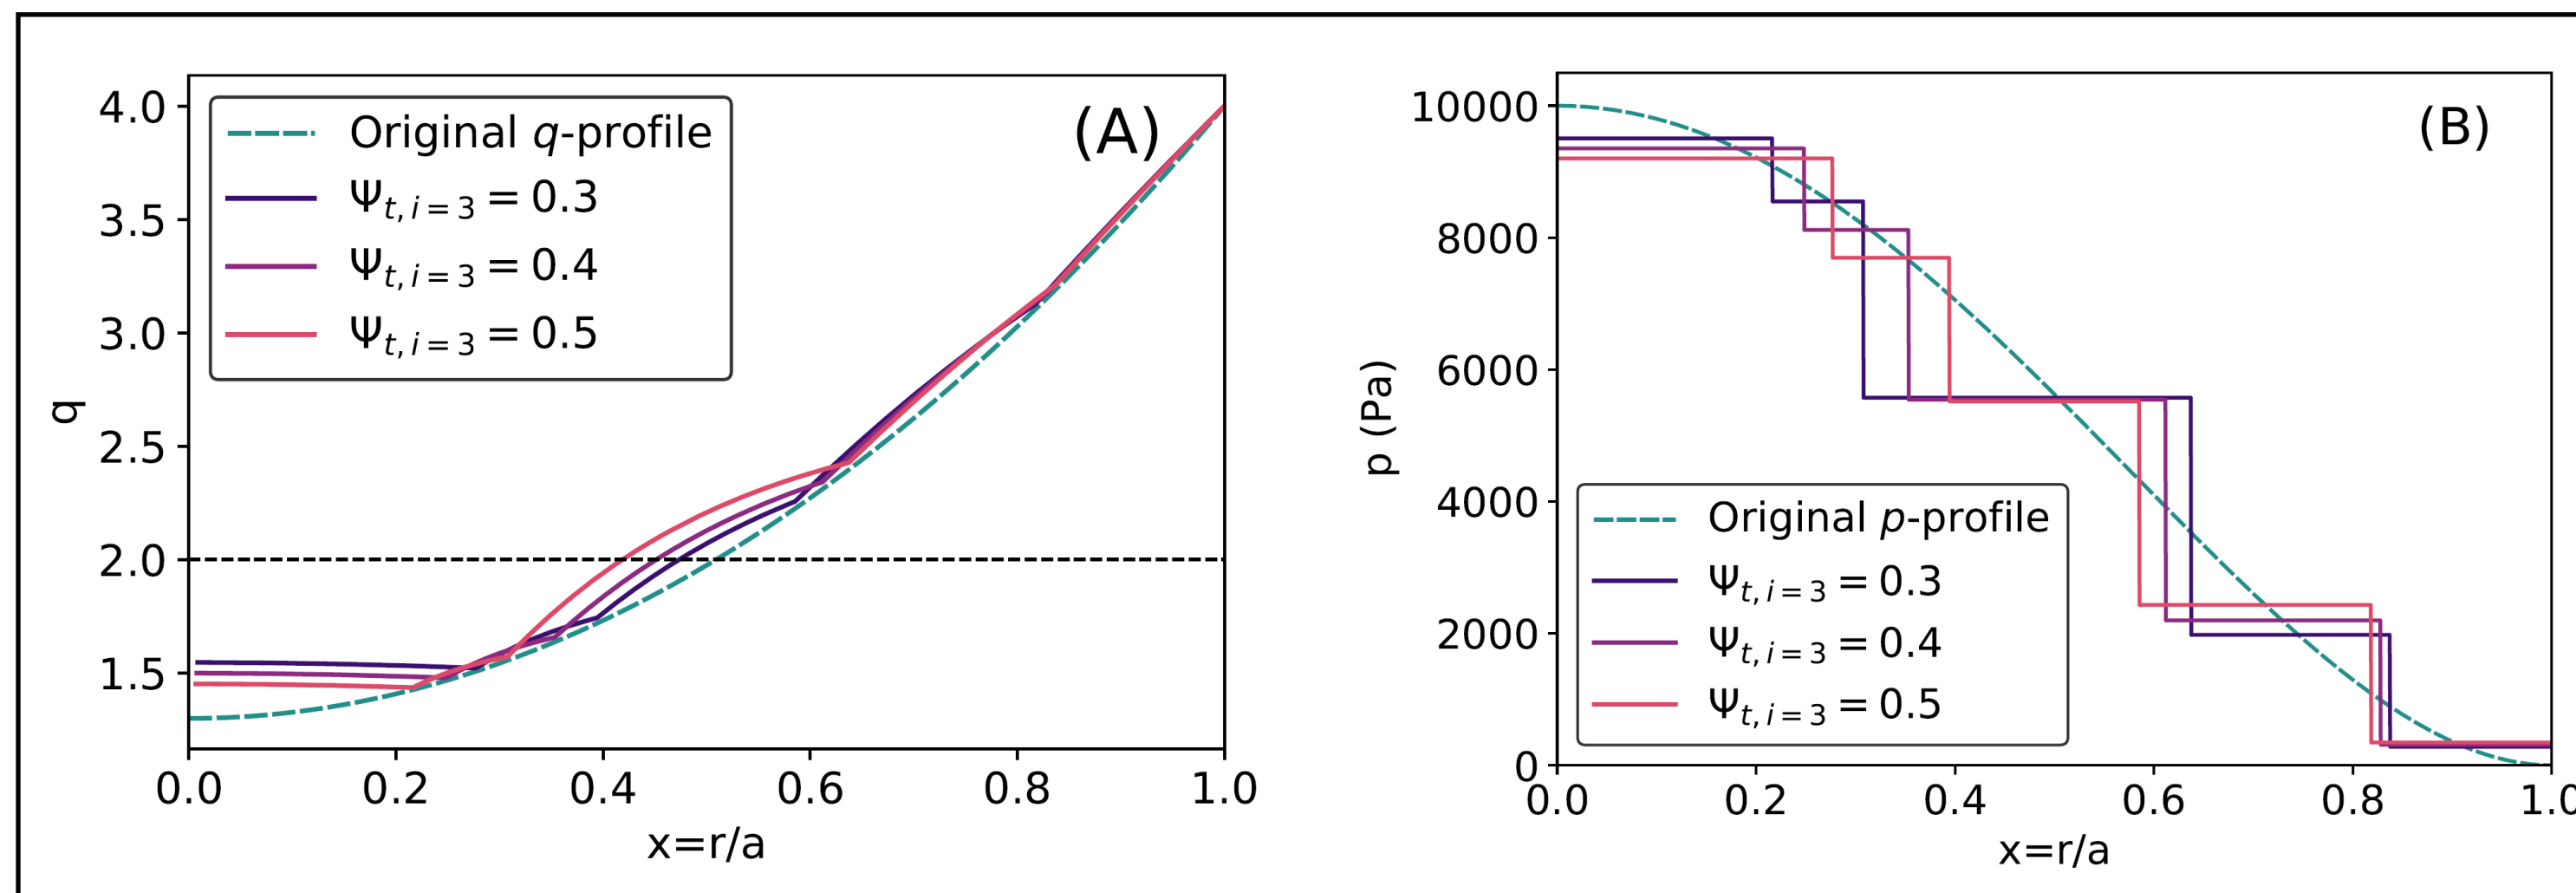 (A)
Original q-profile
Ψt, i = 3 = 0.3
Ψt, i = 3 = 0.4
Ψt, i = 3 = 0.5
q
4.0
3.5
3.0
2.5
2.0
1.5
0.0 0.2 0.4 0.6 0.8 1.0
x=r/a
(B)
p (Pa)
10000
8000
6000
4000
2000
0
Original p-profile
Ψt, i = 3 = 0.3
Ψt, i = 3 = 0.4
Ψt, i = 3 = 0.5
0.0 0.2 0.4 0.6 0.8 1.0
x=r/a